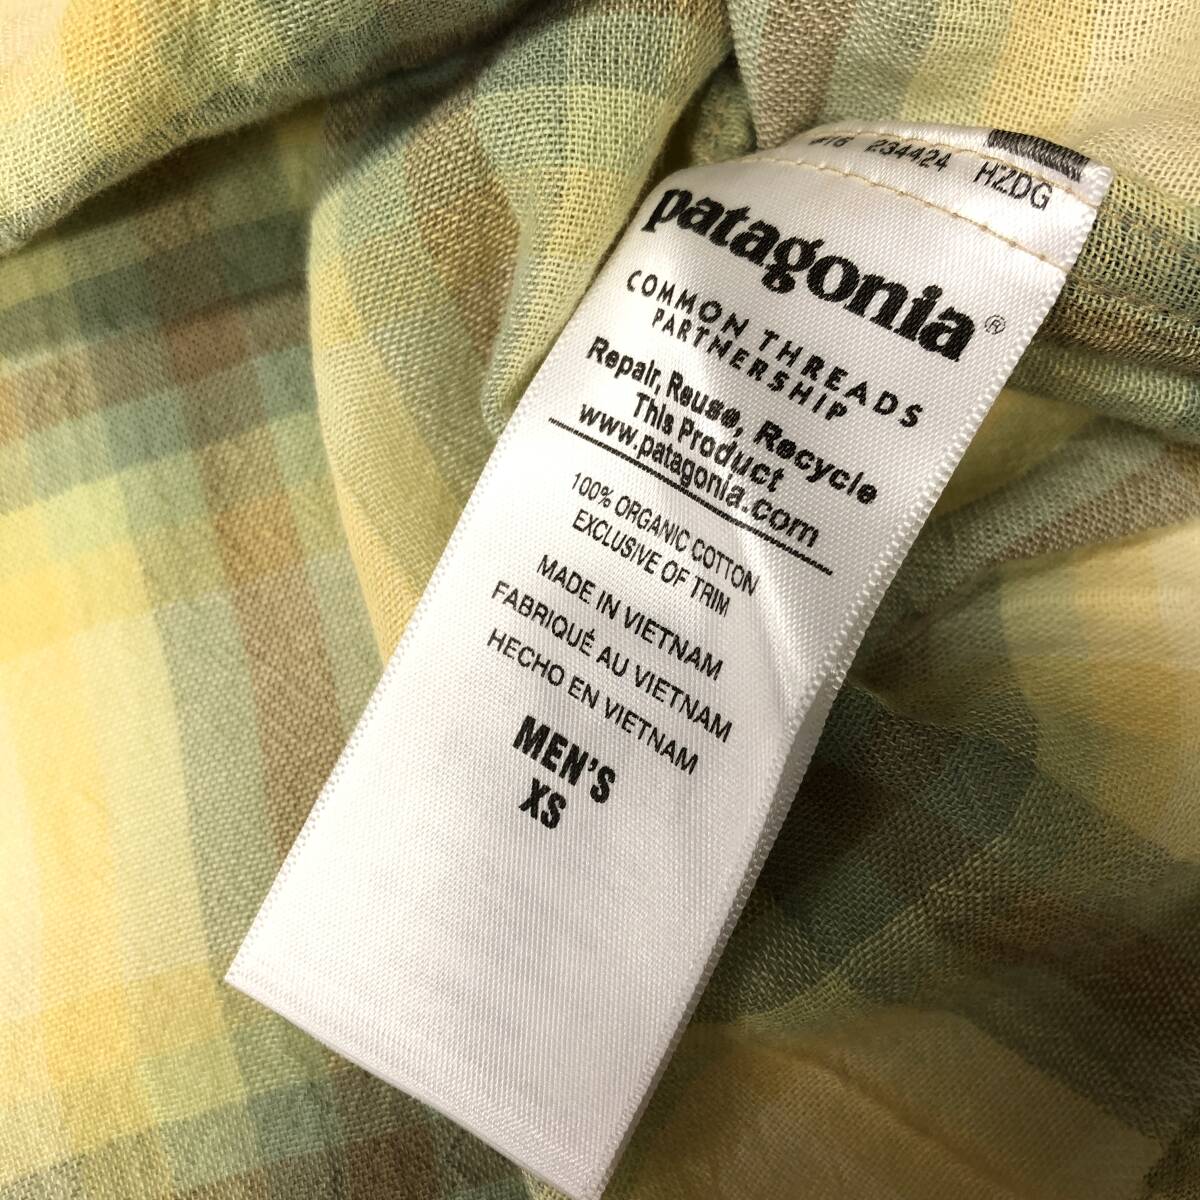 234424 HZDG
patagonia®
COMMON THREADS
PARTNERSHIP
Repair, Reuse, Recycle
This Product
www.patagonia.com
100% ORGANIC COTTON
EXCLUSIVE OF TRIM
MADE IN VIETNAM
FABRIQUÉ AU VIETNAM
HECHO EN VIETNAM
MEN'S
XS